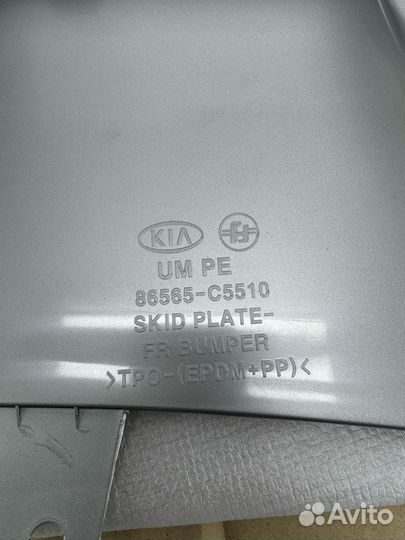 KIA
UM PE
86565-C5510
SKID PLATE-
FR BUMPER
>TPO-(EPDM+PP)<
Avito